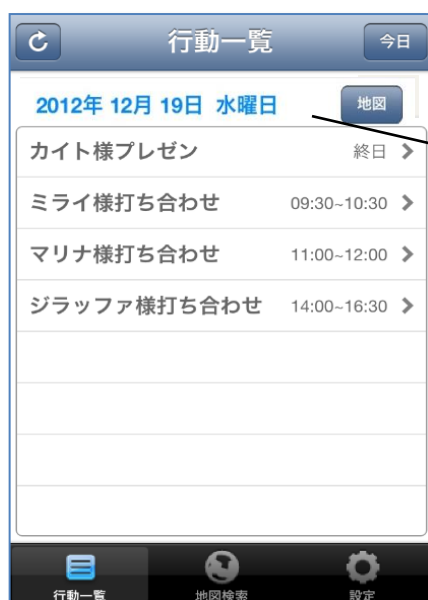 行動一覧 今日
2012年 12月 19日 水曜日 地図
カイト様プレゼン 終日
ミライ様打ち合わせ 09:30~10:30
マリナ様打ち合わせ 11:00~12:00
ジラッファ様打ち合わせ 14:00~16:30
行動一覧 地図検索 設定